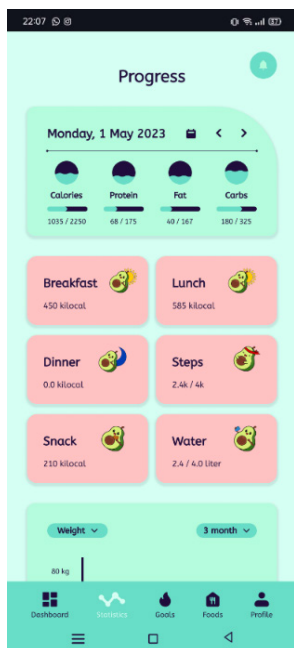 22:07
Progress
Monday, 1 May 2023
Calories Protein Fat Carbs
1035 / 2250 68 / 175 40 / 167 180 / 325
Breakfast
450 kilocal
Lunch
585 kilocal
Dinner
0.0 kilocal
Steps
2.4k / 4k
Snack
210 kilocal
Water
2.4 / 4.0 liter
Weight 3 month
80 kg
Dashboard Statistics Goals Foods Profile